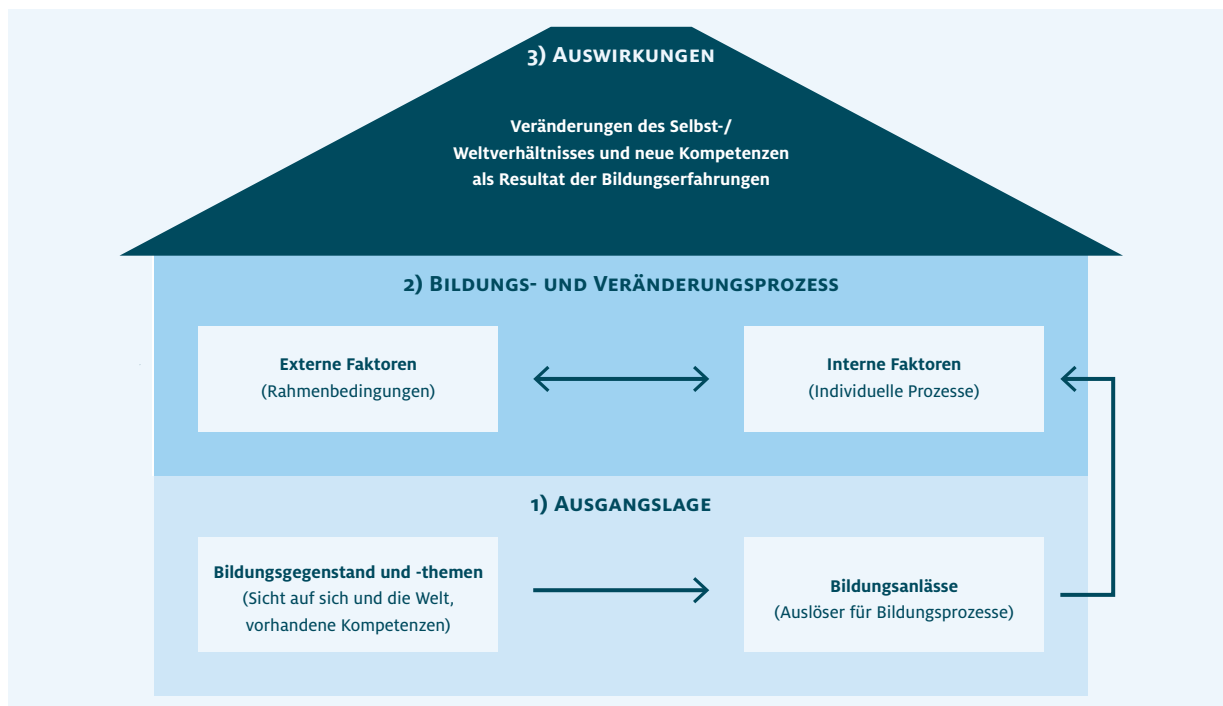 3) Auswirkungen
Veränderungen des Selbst-/
Weltverhältnisses und neue Kompetenzen
als Resultat der Bildungserfahrungen
2) Bildungs- und Veränderungsprozess
Externe Faktoren
(Rahmenbedingungen)
Interne Faktoren
(Individuelle Prozesse)
1) Ausgangslage
Bildungsgegenstand und -themen
(Sicht auf sich und die Welt,
vorhandene Kompetenzen)
Bildungsanlässe
(Auslöser für Bildungsprozesse)